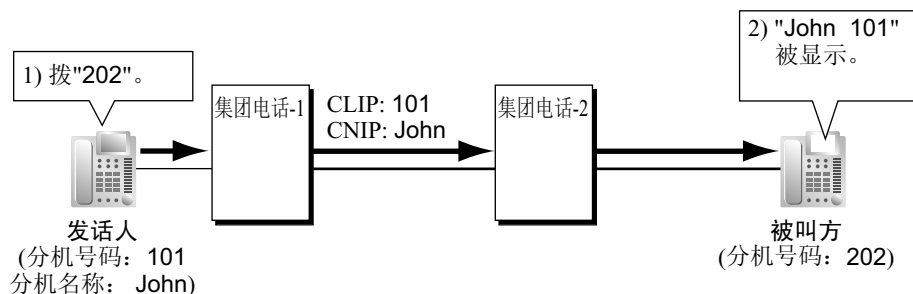 1) 拨"202"。
集团电话-1
CLIP: 101
CNIP: John
集团电话-2
2) "John 101"
被显示。
发话人
(分机号码：101
分机名称： John)
被叫方
(分机号码：202)